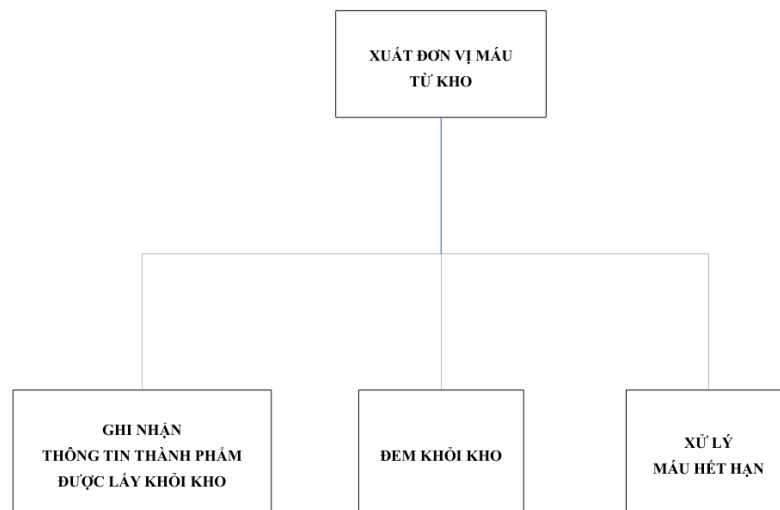 XUẤT ĐƠN VỊ MÁU
TỪ KHO
GHI NHẬN
THÔNG TIN THÀNH PHẨM
ĐƯỢC LẤY KHỎI KHO
ĐEM KHỎI KHO
XỬ LÝ
MÁU HẾT HẠN